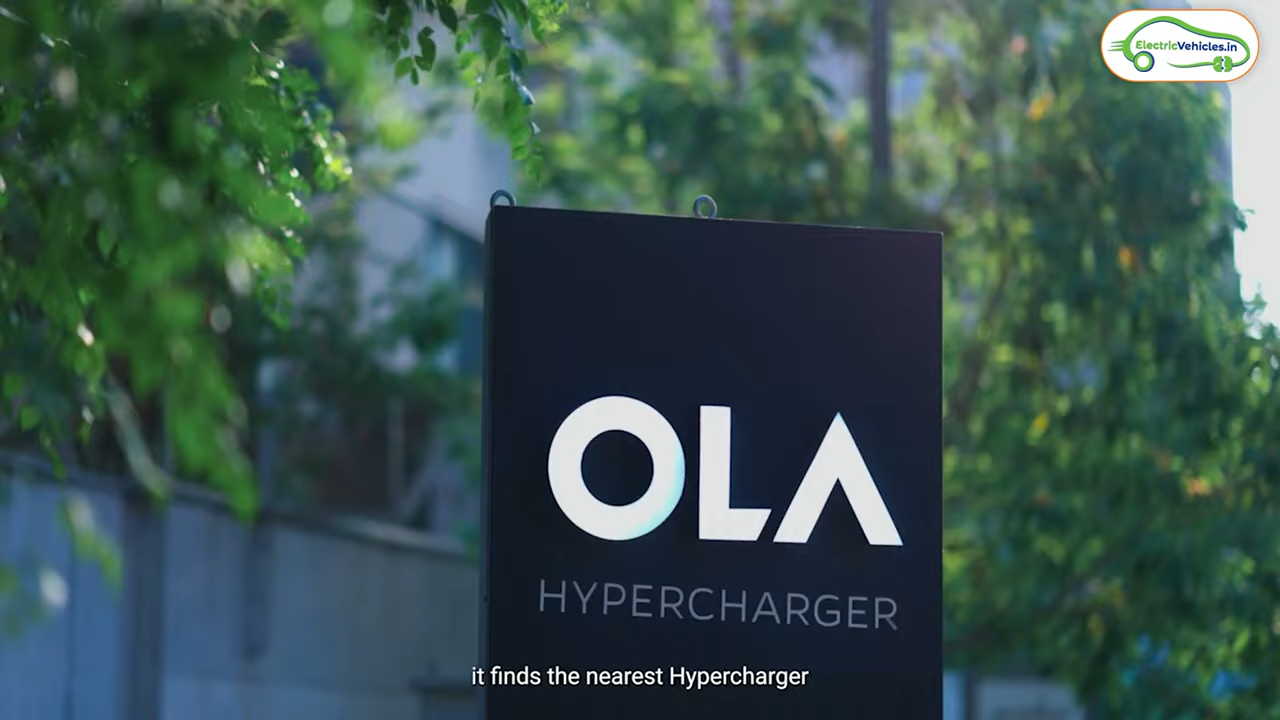 ElectricVehicles.in
OLA
HYPERCHARGER
it finds the nearest Hypercharger